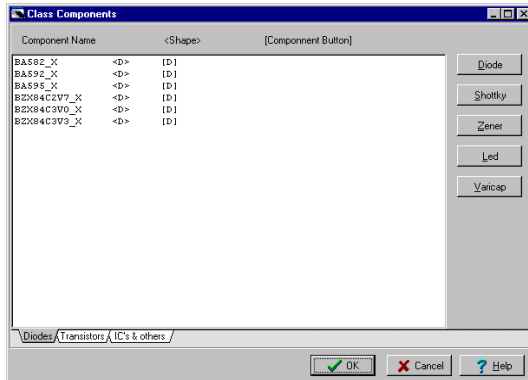 Class Components
Component Name <Shape> [Componnent Button]
BA582_X <D> [D]
BA592_X <D> [D]
BA595_X <D> [D]
BZX84C2V7_X <D> [D]
BZX84C3V0_X <D> [D]
BZX84C3V3_X <D> [D]
Diode
Shottky
Zener
Led
Varicap
Diodes Transistors IC's & others
OK Cancel Help